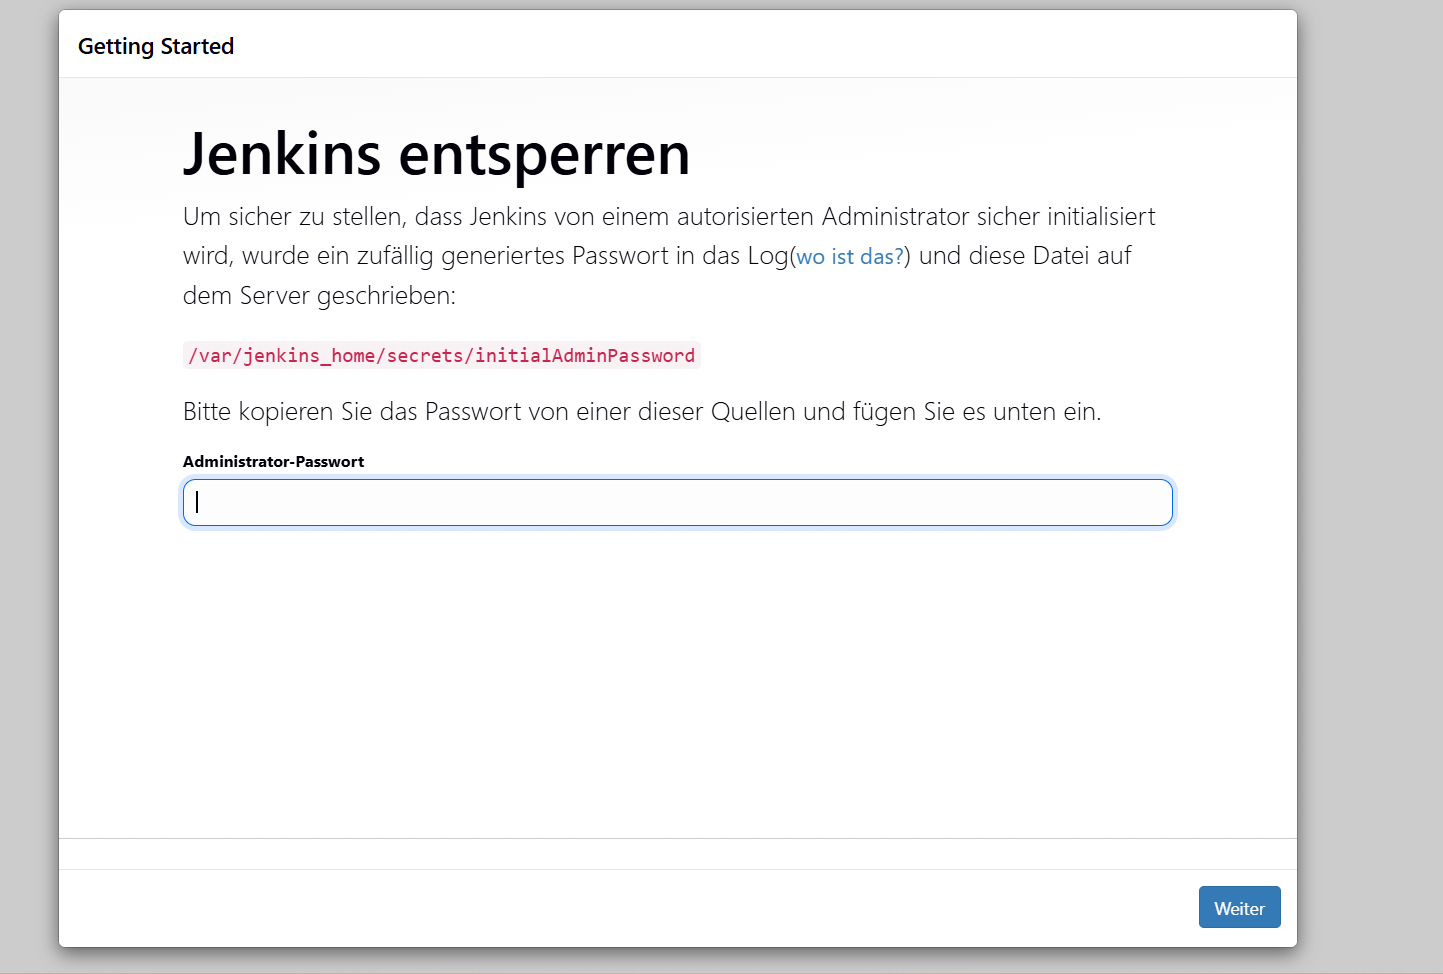 Getting Started
Jenkins entsperren
Um sicher zu stellen, dass Jenkins von einem autorisierten Administrator sicher initialisiert
wird, wurde ein zufällig generiertes Passwort in das Log(wo ist das?) und diese Datei auf
dem Server geschrieben:
/var/jenkins_home/secrets/initialAdminPassword
Bitte kopieren Sie das Passwort von einer dieser Quellen und fügen Sie es unten ein.
Administrator-Passwort
Weiter